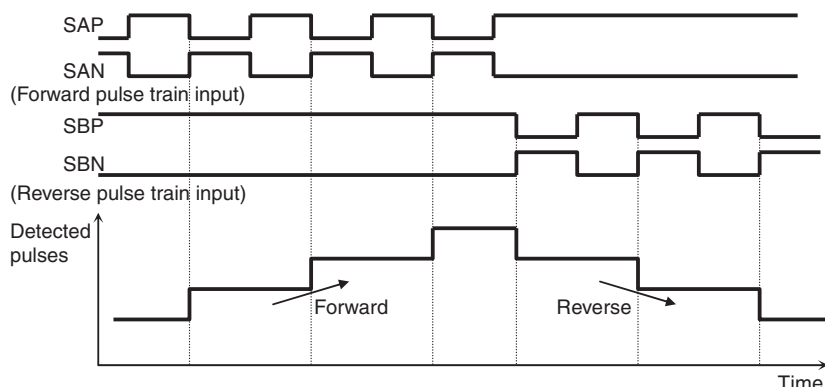 SAP
SAN
(Forward pulse train input)
SBP
SBN
(Reverse pulse train input)
Detected
pulses
Forward
Reverse
Time